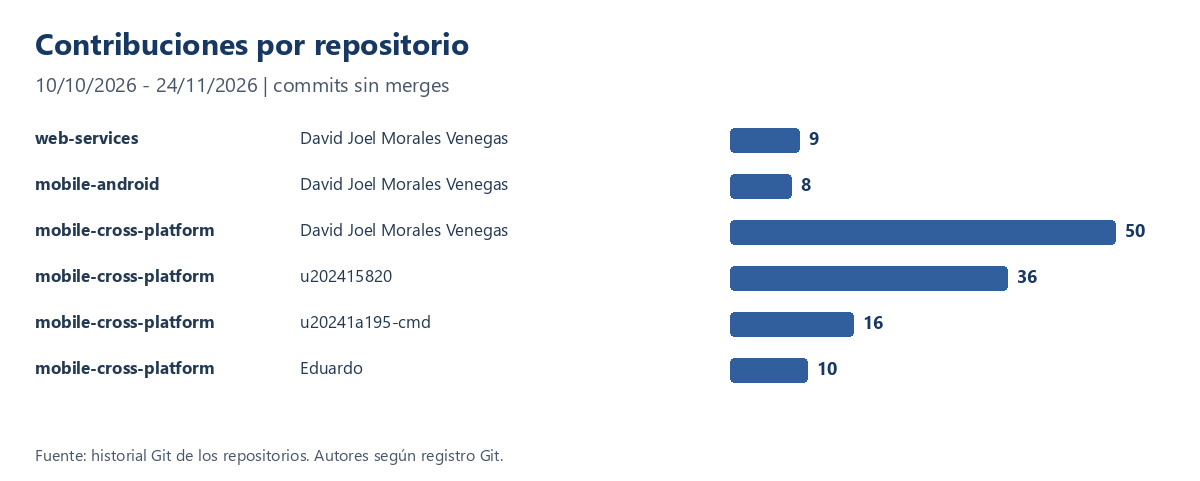 Contribuciones por repositorio
10/10/2026 - 24/11/2026 | commits sin merges
web-services David Joel Morales Venegas 9
mobile-android David Joel Morales Venegas 8
mobile-cross-platform David Joel Morales Venegas 50
mobile-cross-platform u202415820 36
mobile-cross-platform u20241a195-cmd 16
mobile-cross-platform Eduardo 10
Fuente: historial Git de los repositorios. Autores según registro Git.